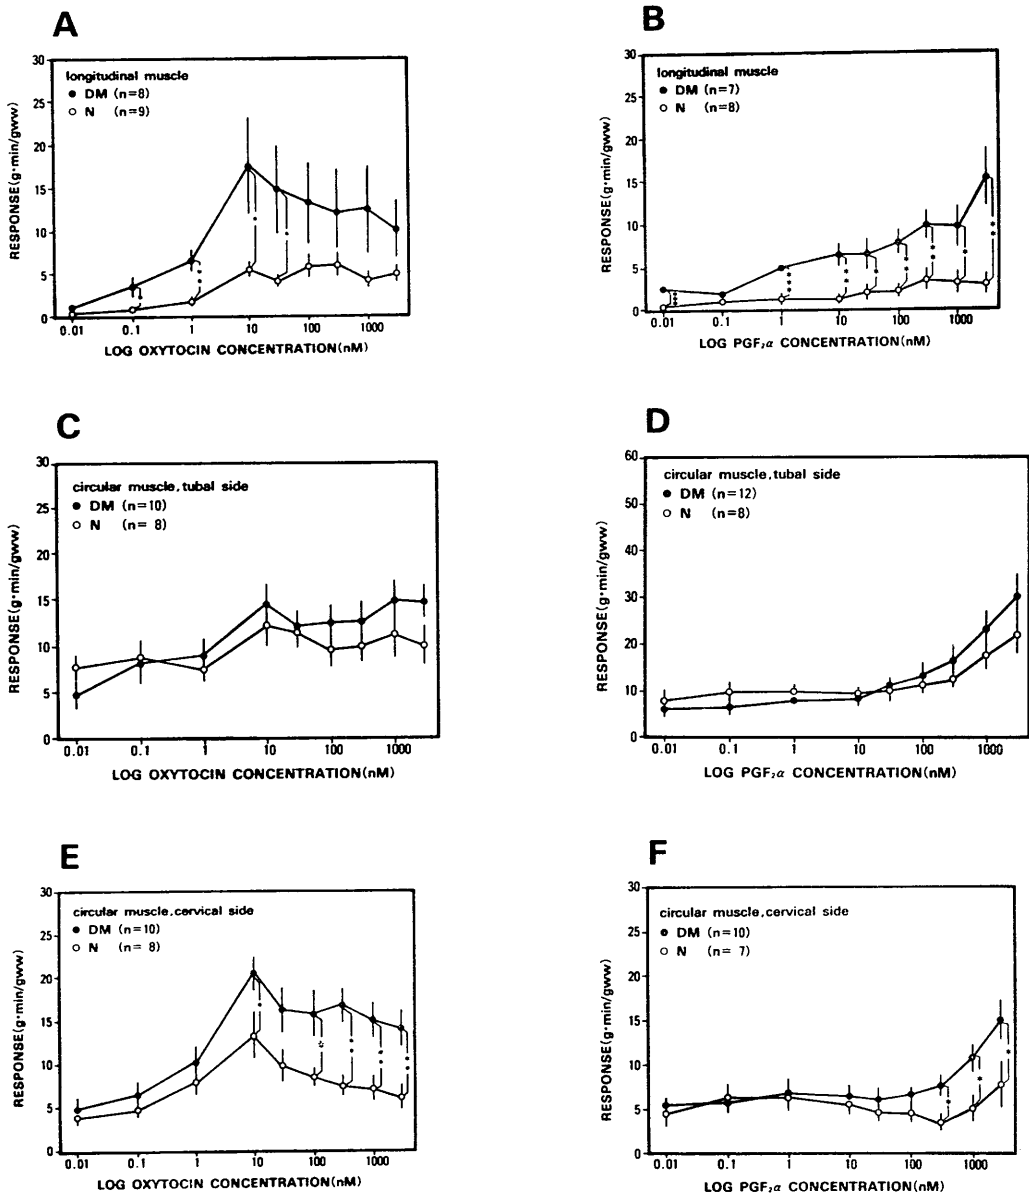 A
RESPONSE(g·min/gww)
30
25
20
15
10
5
0
longitudinal muscle
● DM (n=8)
○ N (n=9)
0.01 0.1 1 10 100 1000
LOG OXYTOCIN CONCENTRATION(nM)
B
RESPONSE(g·min/gww)
30
25
20
15
10
5
0
longitudinal muscle
● DM (n=7)
○ N (n=8)
0.01 0.1 1 10 100 1000
LOG PGF₂α CONCENTRATION(nM)
C
RESPONSE(g·min/gww)
30
25
20
15
10
5
0
circular muscle, tubal side
● DM (n=10)
○ N (n= 8)
0.01 0.1 1 10 100 1000
LOG OXYTOCIN CONCENTRATION(nM)
D
RESPONSE(g·min/gww)
60
50
40
30
20
10
0
circular muscle, tubal side
● DM (n=12)
○ N (n=8)
0.01 0.1 1 10 100 1000
LOG PGF₂α CONCENTRATION(nM)
E
RESPONSE(g·min/gww)
30
25
20
15
10
5
0
circular muscle, cervical side
● DM (n=10)
○ N (n= 8)
0.01 0.1 1 10 100 1000
LOG OXYTOCIN CONCENTRATION(nM)
F
RESPONSE(g·min/gww)
30
25
20
15
10
5
0
circular muscle, cervical side
● DM (n=10)
○ N (n= 7)
0.01 0.1 1 10 100 1000
LOG PGF₂α CONCENTRATION(nM)